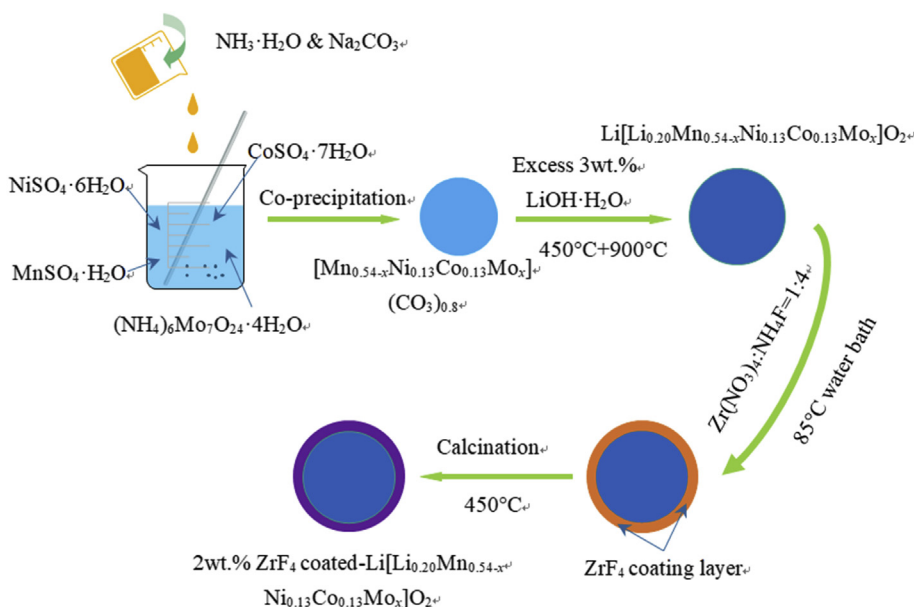 NH₃·H₂O & Na₂CO₃↵
CoSO₄·7H₂O↵
NiSO₄·6H₂O↵
MnSO₄·H₂O↵
(NH₄)₆Mo₇O₂₄·4H₂O↵
Co-precipitation↵
[Mn₀.₅₄₋ₓNi₀.₁₃Co₀.₁₃Moₓ]↵
(CO₃)₀.₈↵
Excess 3wt.%↵
LiOH·H₂O↵
450°C+900°C↵
Li[Li₀.₂₀Mn₀.₅₄₋ₓNi₀.₁₃Co₀.₁₃Moₓ]O₂↵
Zr(NO₃)₄:NH₄F=1:4↵
85°C water bath↵
ZrF₄ coating layer↵
Calcination↵
450°C↵
2wt.% ZrF₄ coated-Li[Li₀.₂₀Mn₀.₅₄₋ₓ↵
Ni₀.₁₃Co₀.₁₃Moₓ]O₂↵